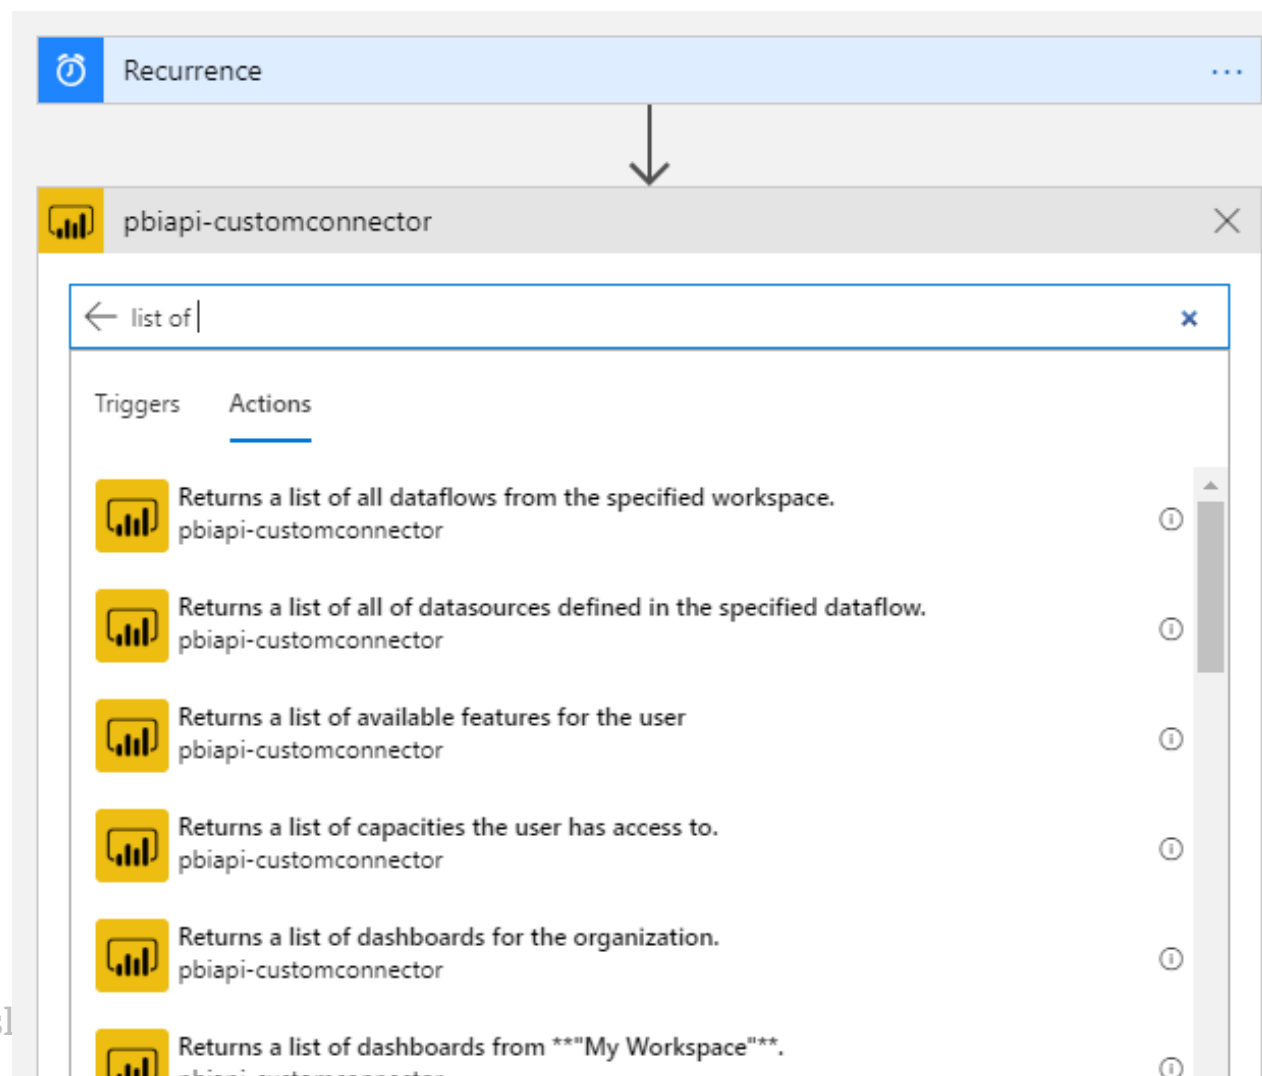 Recurrence
pbiapi-customconnector
list of
Triggers Actions
Returns a list of all dataflows from the specified workspace.
pbiapi-customconnector
Returns a list of all of datasources defined in the specified dataflow.
pbiapi-customconnector
Returns a list of available features for the user
pbiapi-customconnector
Returns a list of capacities the user has access to.
pbiapi-customconnector
Returns a list of dashboards for the organization.
pbiapi-customconnector
Returns a list of dashboards from **"My Workspace"**.